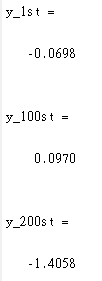 y_1st =
-0.0698
y_100st =
0.0970
y_200st =
-1.4058